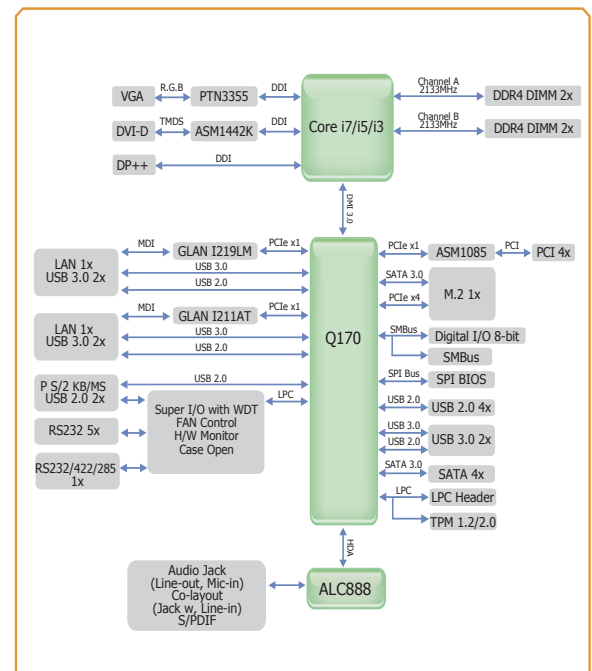 VGA R.G.B PTN3355 DDI
DVI-D TMDS ASM1442K DDI
DP++ DDI
Core i7/i5/i3
Channel A
2133MHz
DDR4 DIMM 2x
Channel B
2133MHz
DDR4 DIMM 2x
DMI 3.0
LAN 1x
USB 3.0 2x
MDI GLAN I219LM PCIe x1
USB 3.0
USB 2.0
LAN 1x
USB 3.0 2x
MDI GLAN I211AT PCIe x1
USB 3.0
USB 2.0
P S/2 KB/MS
USB 2.0 2x
USB 2.0
RS232 5x
RS232/422/285
1x
Super I/O with WDT
FAN Control
H/W Monitor
Case Open
LPC
Q170
PCIe x1 ASM1085 PCI PCI 4x
SATA 3.0
PCIe x4
M.2 1x
SMBus Digital I/O 8-bit
SMBus
SPI Bus SPI BIOS
USB 2.0 USB 2.0 4x
USB 3.0
USB 2.0
USB 3.0 2x
SATA 3.0 SATA 4x
LPC LPC Header
TPM 1.2/2.0
HDA
Audio Jack
(Line-out, Mic-in)
Co-layout
(Jack w, Line-in)
S/PDIF
ALC888